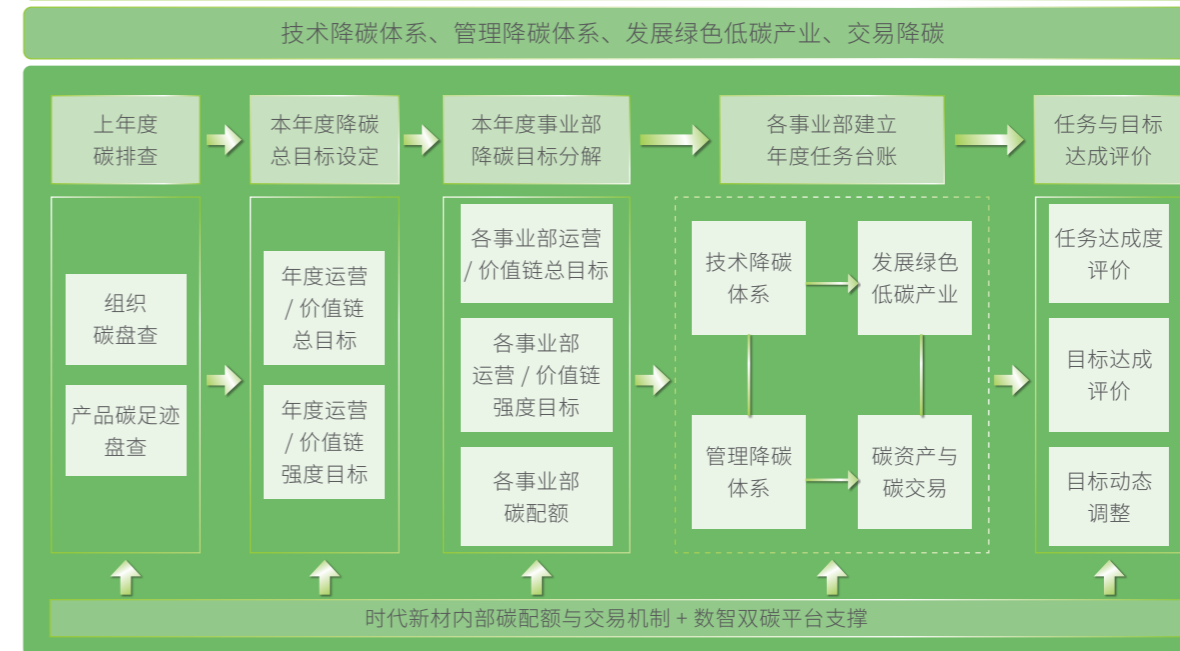 技术降碳体系、管理降碳体系、发展绿色低碳产业、交易降碳
上年度
碳排查
本年度降碳
总目标设定
本年度事业部
降碳目标分解
各事业部建立
年度任务台账
任务与目标
达成评价
组织
碳盘查
产品碳足迹
盘查
年度运营
/ 价值链
总目标
年度运营
/ 价值链
强度目标
各事业部运营
/ 价值链总目标
各事业部
运营 / 价值链
强度目标
各事业部
碳配额
技术降碳
体系
发展绿色
低碳产业
管理降碳
体系
碳资产与
碳交易
任务达成度
评价
目标达成
评价
目标动态
调整
时代新材内部碳配额与交易机制 + 数智双碳平台支撑